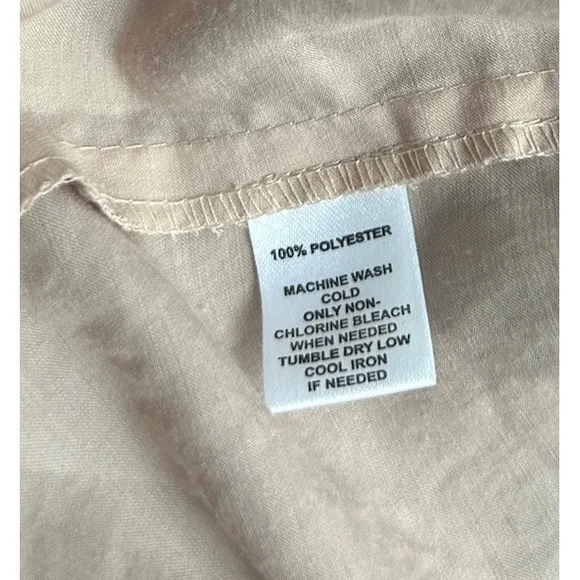 100% POLYESTER
MACHINE WASH
COLD
ONLY NON-
CHLORINE BLEACH
WHEN NEEDED
TUMBLE DRY LOW
COOL IRON
IF NEEDED